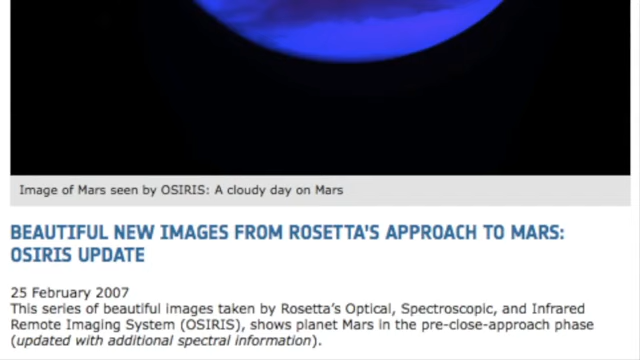 Image of Mars seen by OSIRIS: A cloudy day on Mars
BEAUTIFUL NEW IMAGES FROM ROSETTA'S APPROACH TO MARS:
OSIRIS UPDATE
25 February 2007
This series of beautiful images taken by Rosetta's Optical, Spectroscopic, and Infrared
Remote Imaging System (OSIRIS), shows planet Mars in the pre-close-approach phase
(updated with additional spectral information).